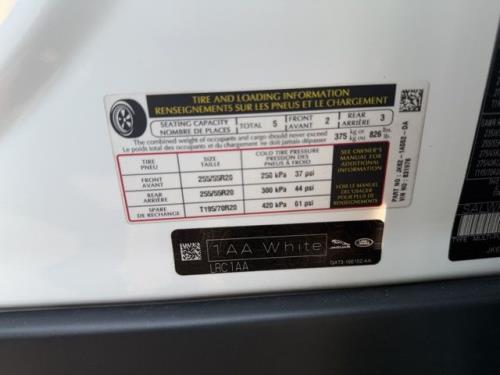 TIRE AND LOADING INFORMATION
RENSEIGNEMENTS SUR LES PNEUS ET LE CHARGEMENT
SEATING CAPACITY
NOMBRE DE PLACES
TOTAL 5
FRONT
AVANT 2
REAR
ARRIÈRE 3
The combined weight of occupants and cargo should never exceed
Le poids total des occupants et du chargement ne doit jamais dépasser
375 kg or ou 826 lbs. lb.
TIRE
PNEU
SIZE
TAILLE
COLD TIRE PRESSURE
PRESSION DES
PNEUS À FROID
FRONT
AVANT
255/55R20
250 kPa 37 psi
REAR
ARRIÈRE
255/55R20
300 kPa 44 psi
SPARE
DE RECHANGE
T195/70R20
420 kPa 61 psi
SEE OWNER'S
MANUAL FOR
ADDITIONAL
INFORMATION
VOIR LE MANUEL
DE L'USAGER
POUR PLUS DE
RENSEIGNEMENTS
1AA White
LRC1AA
JAGUAR